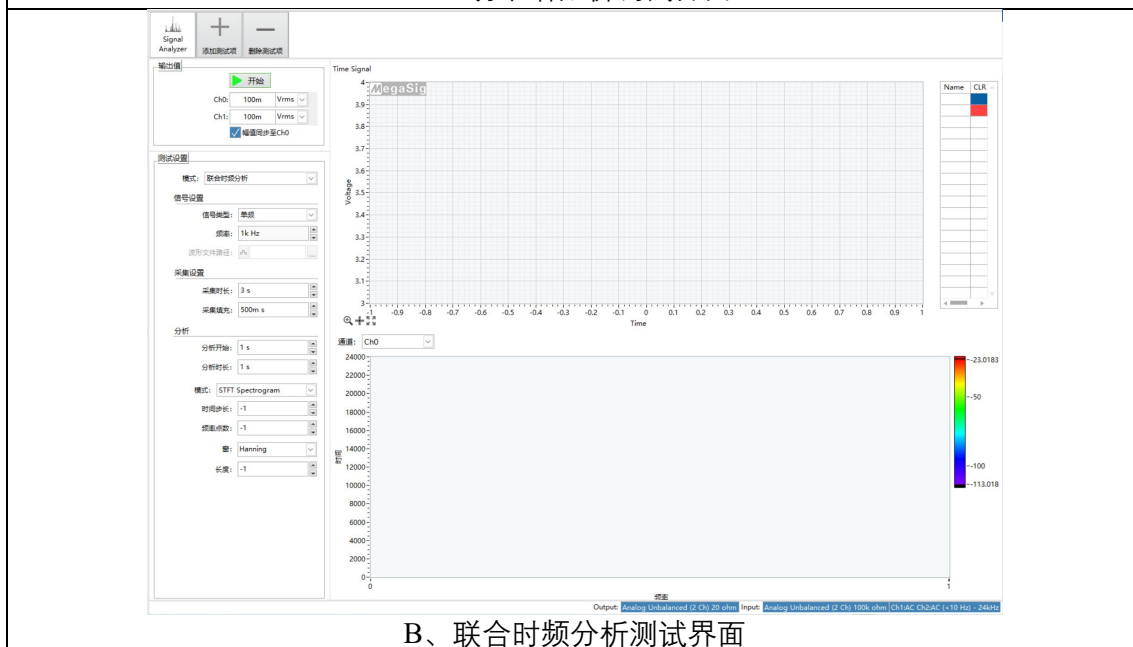 Signal
Analyzer
添加测试项
删除测试项
输出值
开始
Ch0: 100m Vrms
Ch1: 100m Vrms
幅值同步至Ch0
测试设置
模式: 联合时频分析
信号设置
信号类型: 单频
频率: 1k Hz
波形文件路径:
...
采集设置
采集时长: 3 s
采集填充: 500m s
分析
分析开始: 1 s
分析时长: 1 s
模式: STFT Spectrogram
时间步长: -1
频率点数: -1
窗: Hanning
长度: -1
Time Signal
MegaSig
Voltage
4
3.9
3.8
3.7
3.6
3.5
3.4
3.3
3.2
3.1
3
-1 -0.9 -0.8 -0.7 -0.6 -0.5 -0.4 -0.3 -0.2 -0.1 0 0.1 0.2 0.3 0.4 0.5 0.6 0.7 0.8 0.9 1
Time
Name CLR
通道: Ch0
时间
24000
22000
20000
18000
16000
14000
12000
10000
8000
6000
4000
2000
0
0 1
频率
-23.0183
-50
-100
-113.018
Output: Analog Unbalanced (2 Ch) 20 ohm Input: Analog Unbalanced (2 Ch) 100k ohm Ch1:AC Ch2:AC (<10 Hz) - 24kHz
B、联合时频分析测试界面